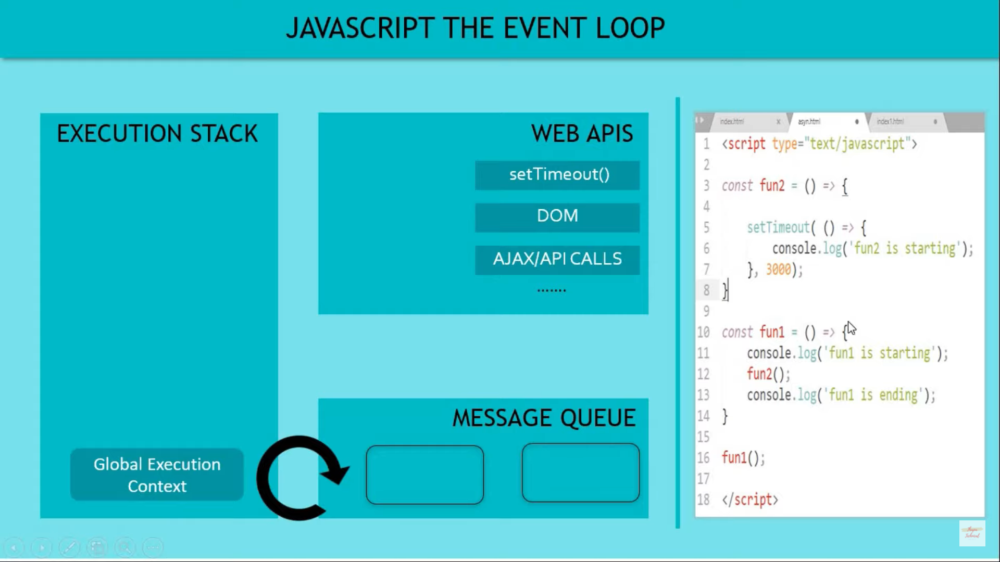 JAVASCRIPT THE EVENT LOOP
EXECUTION STACK
Global Execution
Context
WEB APIS
setTimeout()
DOM
AJAX/API CALLS
.......
MESSAGE QUEUE
index.html x
asyn.html
index1.html
1 <script type="text/javascript">
2
3 const fun2 = () => {
4
5 setTimeout( () => {
6 console.log('fun2 is starting');
7 }, 3000);
8 }
9
10 const fun1 = () => {
11 console.log('fun1 is starting');
12 fun2();
13 console.log('fun1 is ending');
14 }
15
16 fun1();
17
18 </script>
Technical